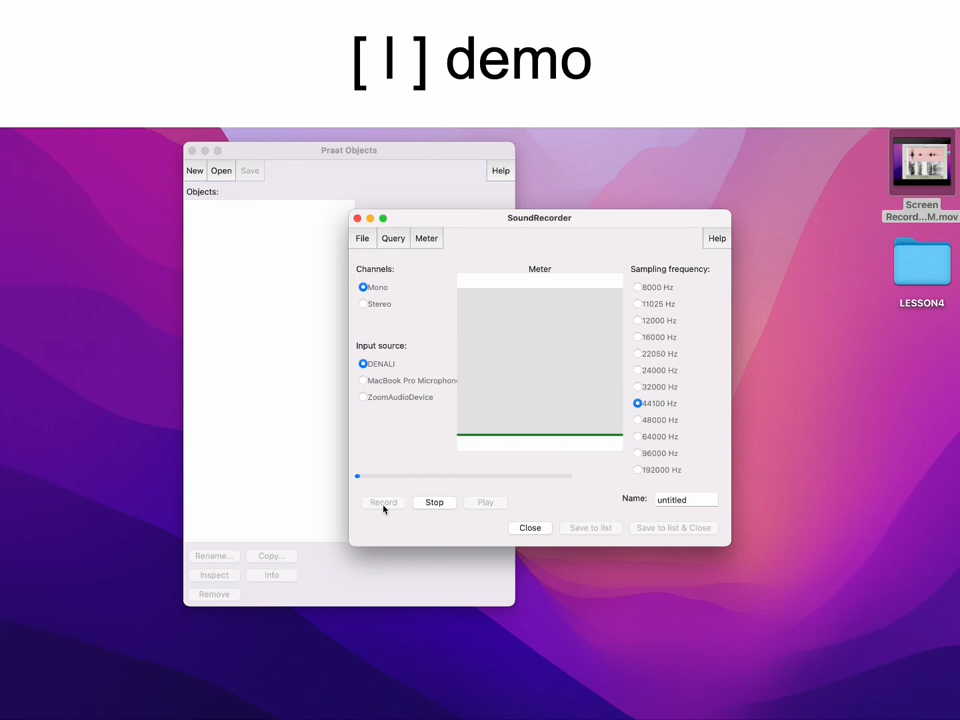 [ l ] demo
Praat Objects
New Open Save Help
Objects:
SoundRecorder
File Query Meter Help
Channels:
Mono
Stereo
Input source:
DENALI
MacBook Pro Microphon
ZoomAudioDevice
Meter
Sampling frequency:
8000 Hz
11025 Hz
12000 Hz
16000 Hz
22050 Hz
24000 Hz
32000 Hz
44100 Hz
48000 Hz
64000 Hz
96000 Hz
192000 Hz
Record Stop Play
Name: untitled
Close Save to list Save to list & Close
Rename... Copy...
Inspect Info
Remove
Screen
Record...M.mov
LESSON4